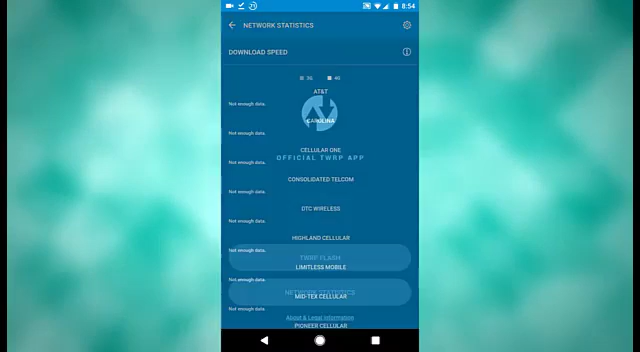 8:54
NETWORK STATISTICS
DOWNLOAD SPEED
3G 4G
AT&T
Not enough data.
CAROLINA
Not enough data.
CELLULAR ONE
OFFICIAL TWRP APP
Not enough data.
CONSOLIDATED TELCOM
Not enough data.
DTC WIRELESS
Not enough data.
HIGHLAND CELLULAR
Not enough data.
TWRP FLASH
LIMITLESS MOBILE
Not enough data.
NETWORK STATISTICS
MID-TEX CELLULAR
Not enough data.
About & Legal Information
PIONEER CELLULAR